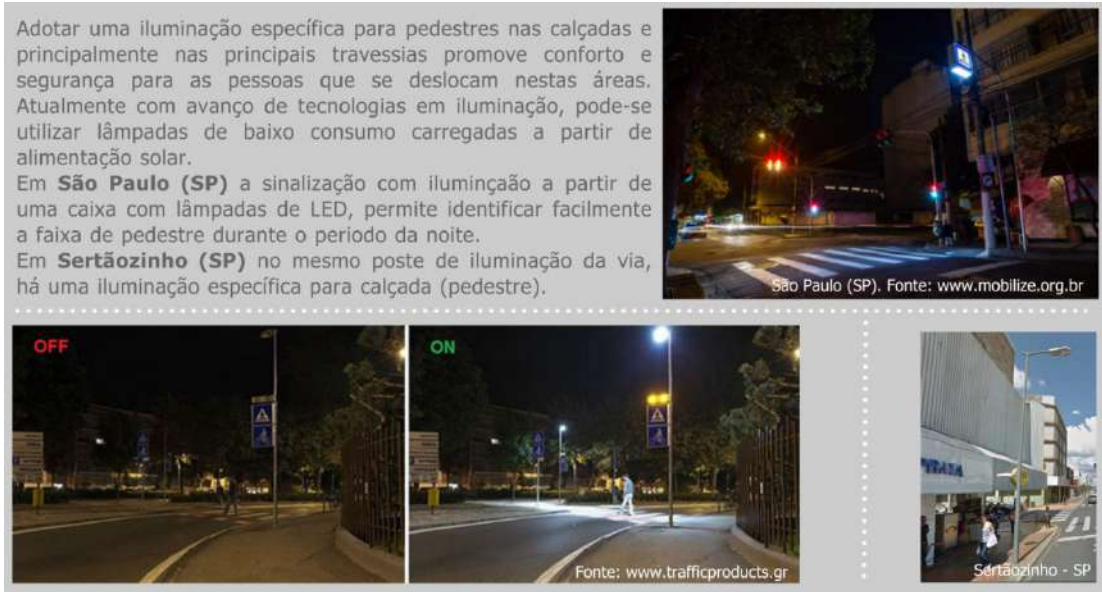 Adotar uma iluminação específica para pedestres nas calçadas e
principalmente nas principais travessias promove conforto e
segurança para as pessoas que se deslocam nestas áreas.
Atualmente com avanço de tecnologias em iluminação, pode-se
utilizar lâmpadas de baixo consumo carregadas a partir de
alimentação solar.
Em São Paulo (SP) a sinalização com iluminçaão a partir de
uma caixa com lâmpadas de LED, permite identificar facilmente
a faixa de pedestre durante o periodo da noite.
Em Sertãozinho (SP) no mesmo poste de iluminação da via,
há uma iluminação específica para calçada (pedestre).
São Paulo (SP). Fonte: www.mobilize.org.br
OFF
ON
Fonte: www.trafficproducts.gr
Sertãozinho - SP